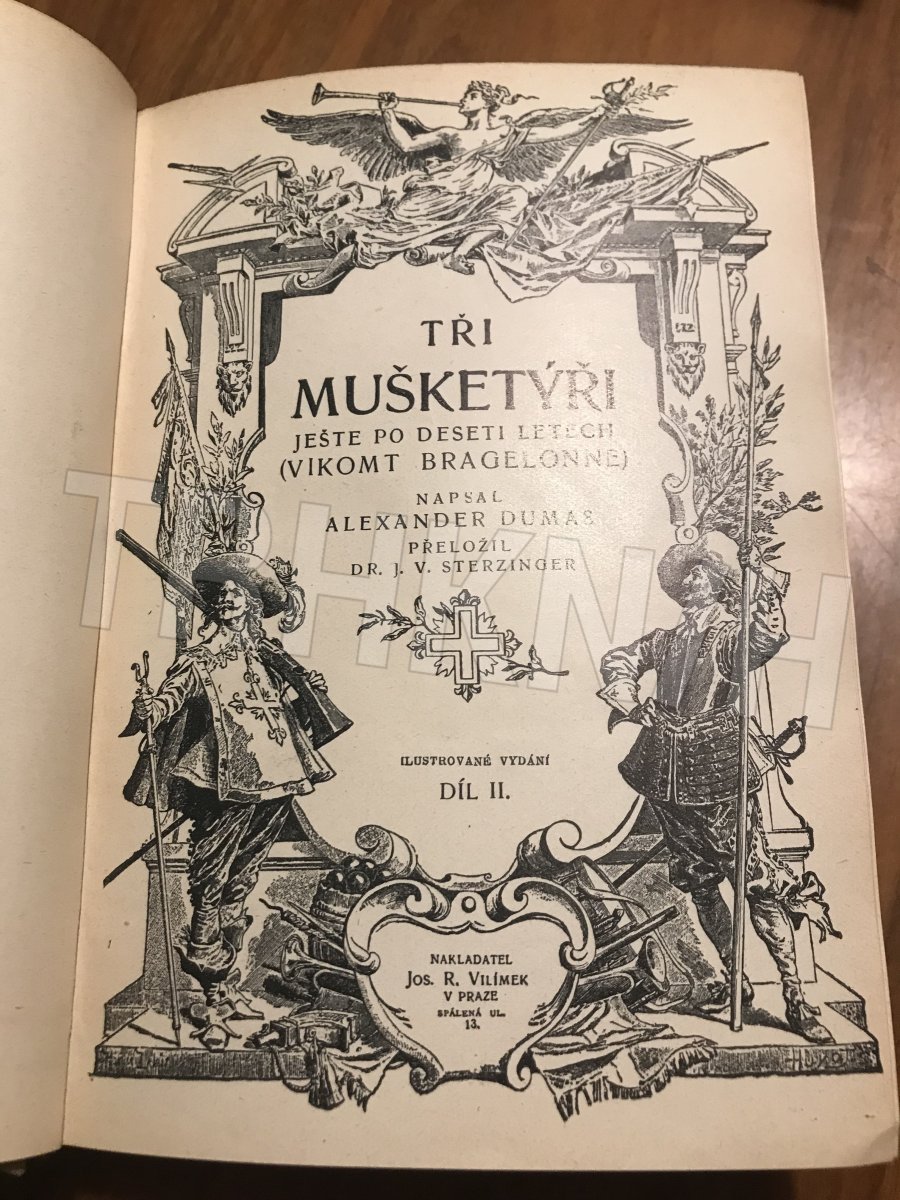 TŘI
MUŠKETÝŘI
JEŠTE PO DESETI LETECH
(VIKOMT BRAGELONNE)
NAPSAL
ALEXANDER DUMAS
PŘELOŽIL
DR. J. V. STERZINGER
ILUSTROVANÉ VYDÁNÍ
DÍL II.
NAKLADATEL
JOS. R. VILÍMEK
V PRAZE
SPÁLENÁ UL.
13.